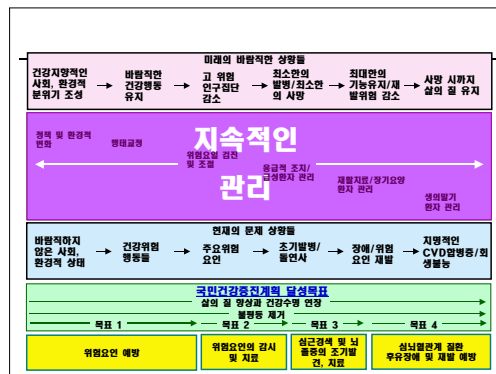 미래의 바람직한 상황들
건강지향적인
사회, 환경적
분위기 조성
바람직한
건강행동
유지
고 위험
인구집단
감소
최소한의
발병/최소한
의 사망
최대한의
기능유지/재
발위험 감소
사망 시까지
삶의 질 유지
정책 및 환경적
변화
행태교정
지속적인
관리
위험요일 검진
및 조절
응급적 조치/
급성환자 관리
재활치료/장기요양
환자 관리
생의말기
환자 관리
현재의 문제 상황들
바람직하지
않은 사회,
환경적 상태
건강위험
행동들
주요위험
요인
초기발병/
돌연사
장애/위험
요인 재발
지명적인
CVD합병증/회
생불능
국민건강증진계획 달성목표
삶의 질 향상과 건강수명 연장
불평등 제거
목표 1
목표 2
목표 3
목표 4
위험요인 예방
위험요인의 감시
및 치료
심근경색 및 뇌
졸중의 조기발
견, 치료
심뇌혈관계 질환
후유장애 및 재발 예방